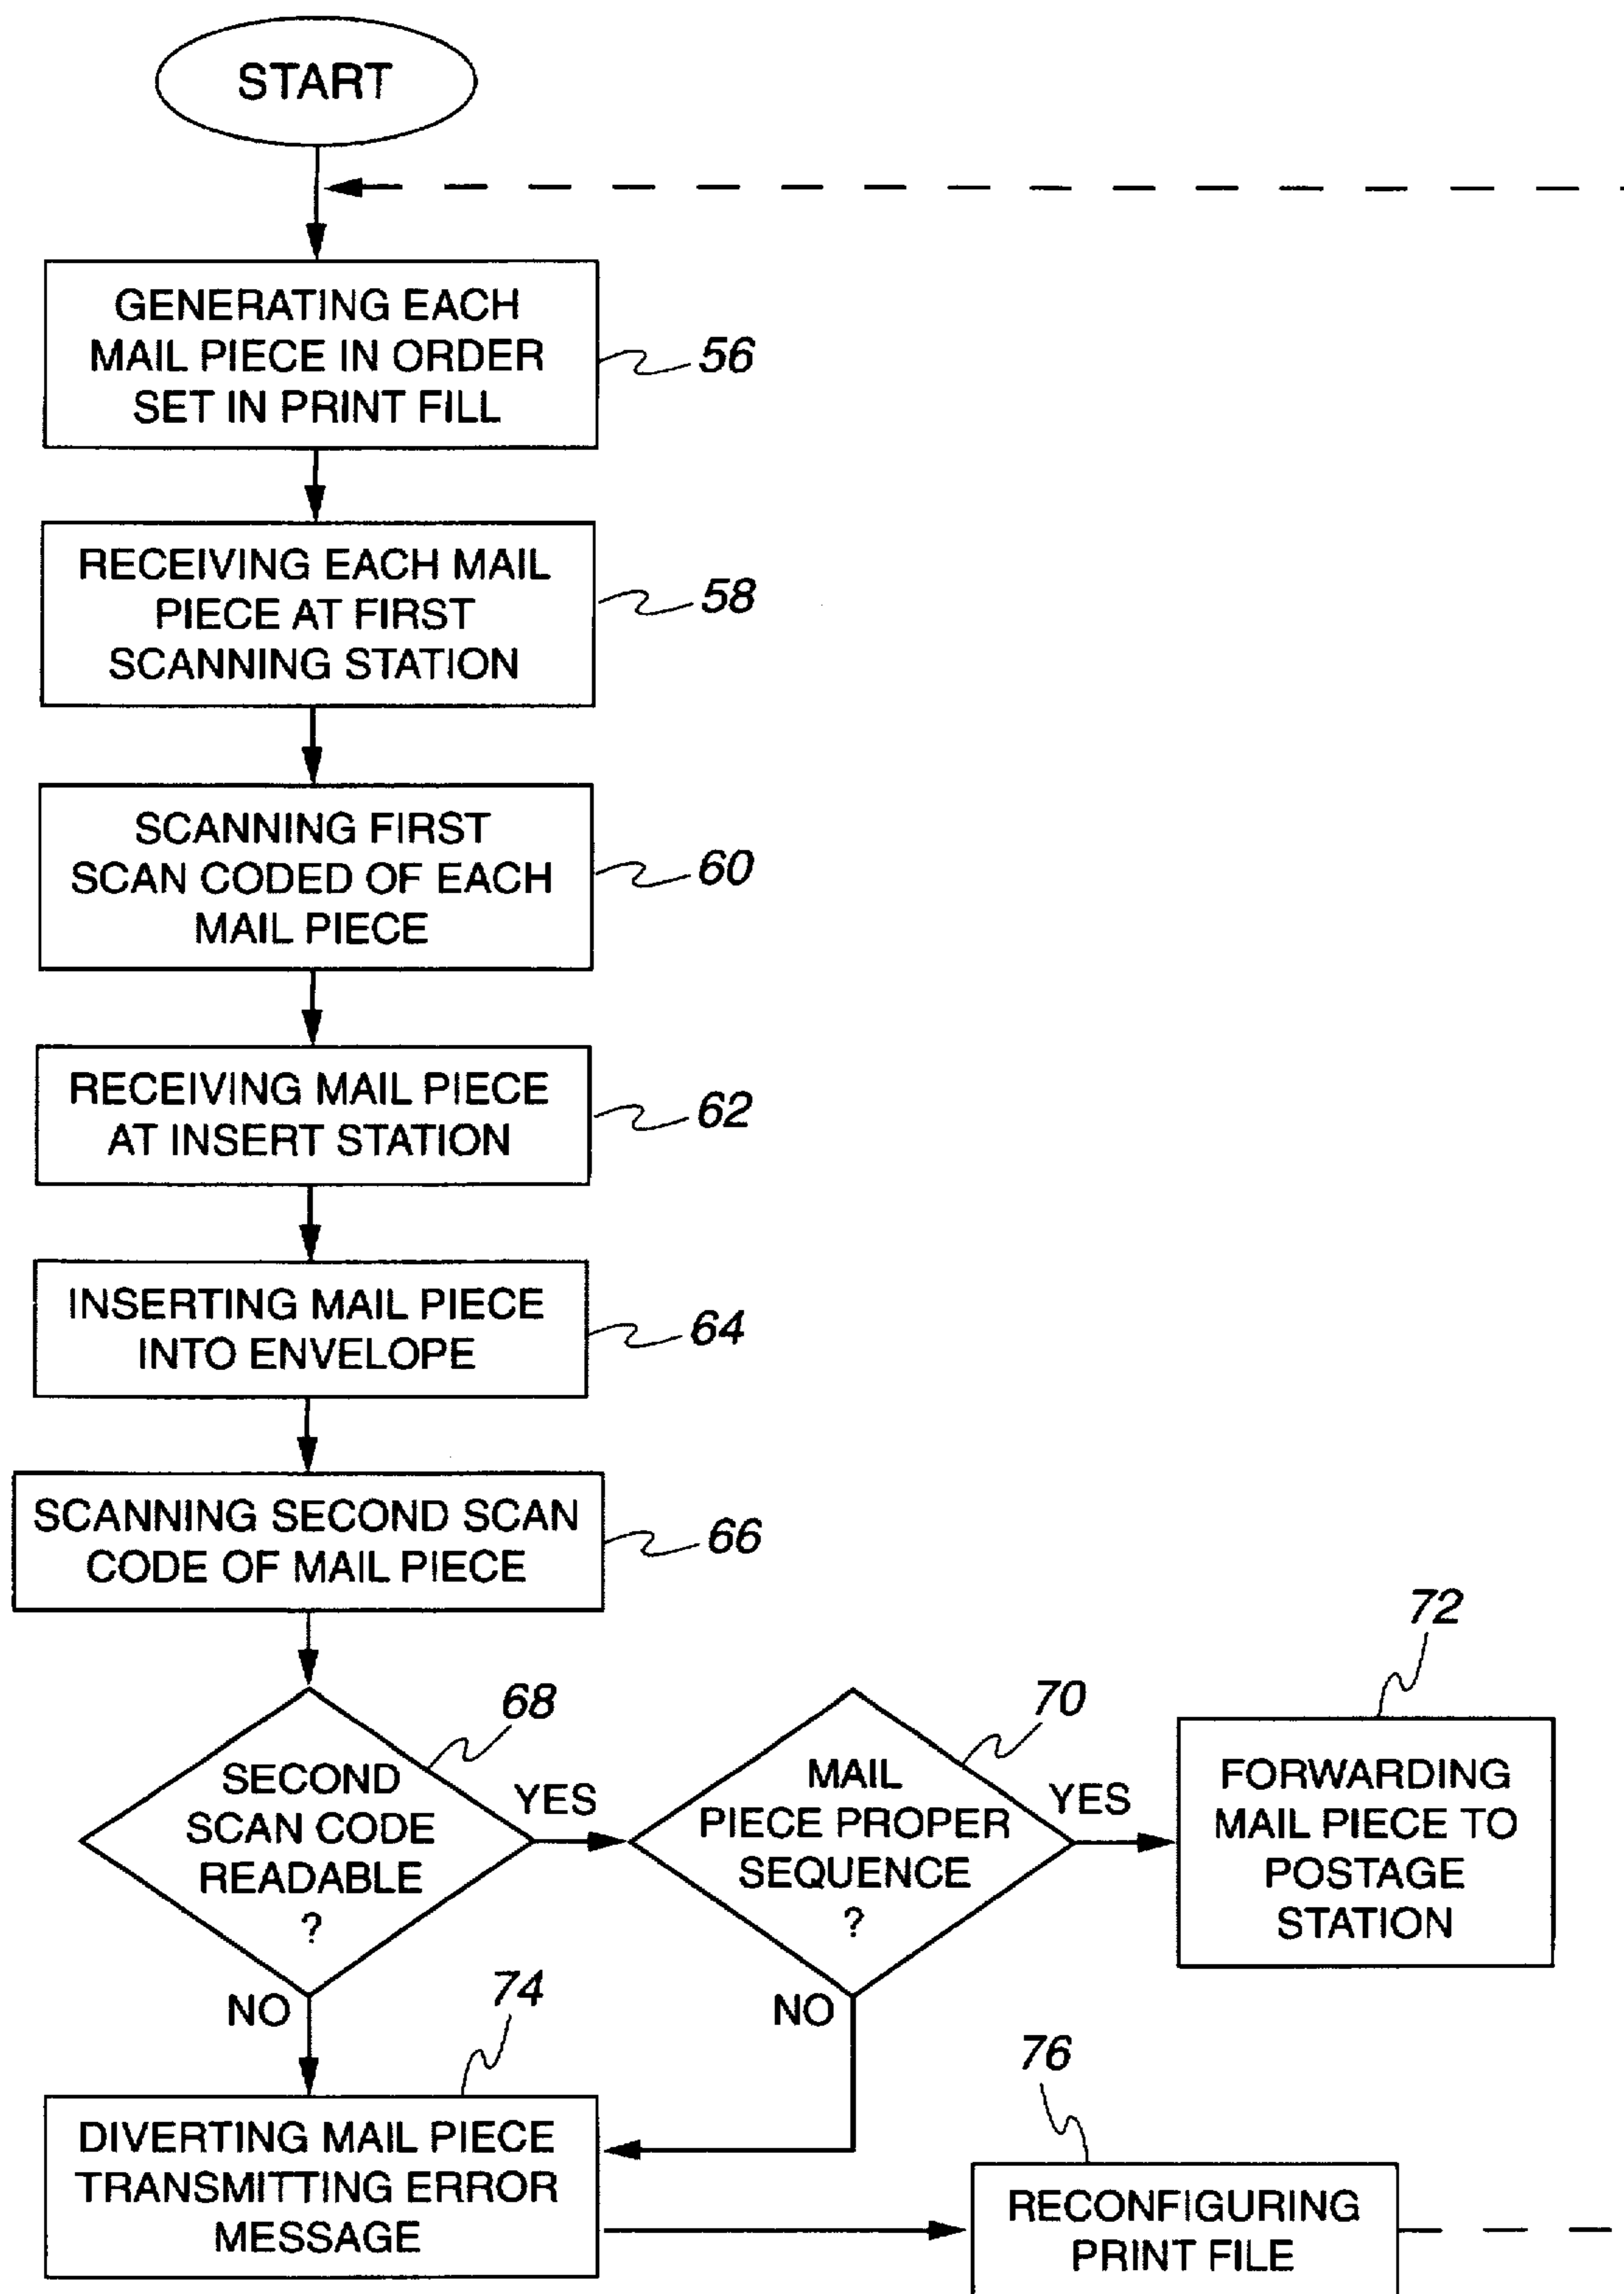 START
GENERATING EACH
MAIL PIECE IN ORDER
SET IN PRINT FILL
56
RECEIVING EACH MAIL
PIECE AT FIRST
SCANNING STATION
58
SCANNING FIRST
SCAN CODED OF EACH
MAIL PIECE
60
RECEIVING MAIL PIECE
AT INSERT STATION
62
INSERTING MAIL PIECE
INTO ENVELOPE
64
SCANNING SECOND SCAN
CODE OF MAIL PIECE
66
SECOND
SCAN CODE
READABLE
?
68
YES
NO
MAIL
PIECE PROPER
SEQUENCE
?
70
YES
NO
FORWARDING
MAIL PIECE TO
POSTAGE
STATION
72
DIVERTING MAIL PIECE
TRANSMITTING ERROR
MESSAGE
74
RECONFIGURING
PRINT FILE
76